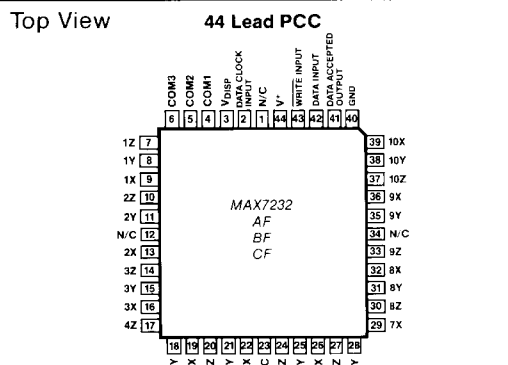 Top View
44 Lead PCC
COM3
COM2
COM1
VDISP
DATA CLOCK INPUT
N/C
V+
WRITE INPUT
DATA INPUT
DATA ACCEPTED OUTPUT
GND
6 5 4 3 2 1 44 43 42 41 40
1Z 7
1Y 8
1X 9
2Z 10
2Y 11
N/C 12
2X 13
3Z 14
3Y 15
3X 16
4Z 17
MAX7232
AF
BF
CF
39 10X
38 10Y
37 10Z
36 9X
35 9Y
34 N/C
33 9Z
32 8X
31 8Y
30 8Z
29 7X
18 19 20 21 22 23 24 25 26 27 28
Y X Z Y X C Z Y X Z Y